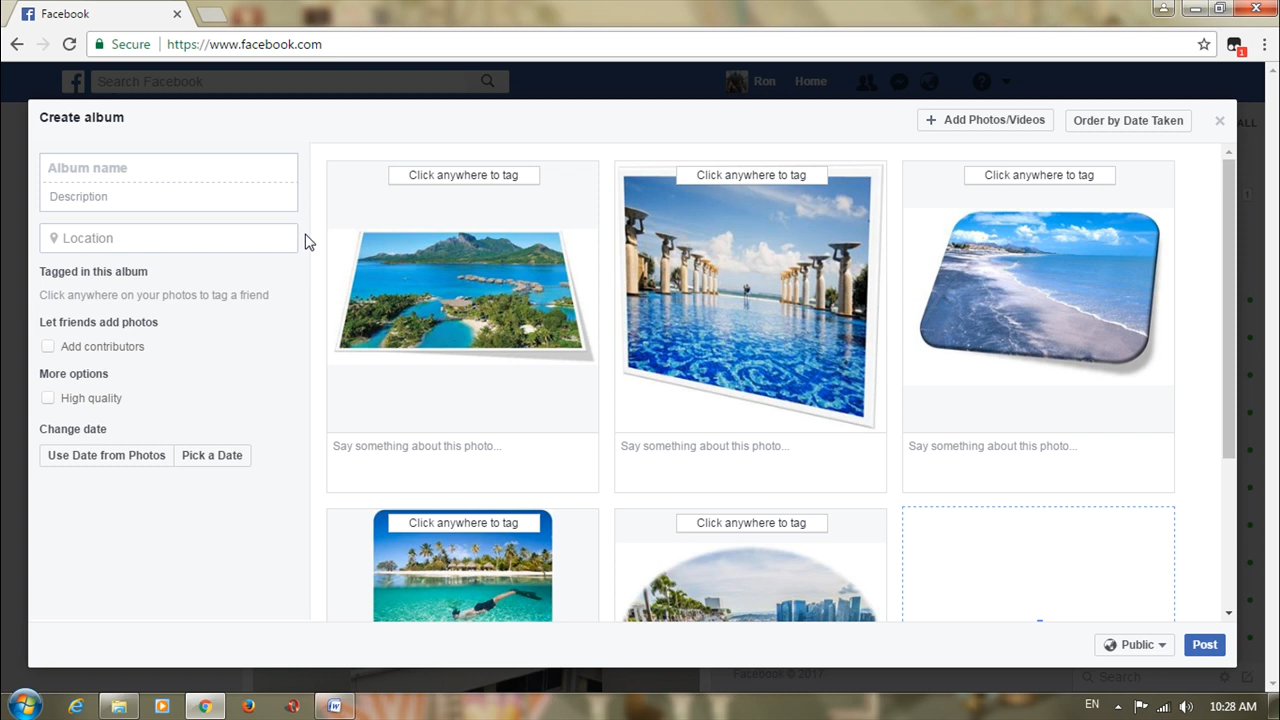 Facebook
Secure https://www.facebook.com
1
Search Facebook
Ron Home
Create album
Add Photos/Videos
Order by Date Taken
ALL
Album name
Description
Location
Tagged in this album
Click anywhere on your photos to tag a friend
Let friends add photos
Add contributors
More options
High quality
Change date
Use Date from Photos Pick a Date
Click anywhere to tag
Click anywhere to tag
Click anywhere to tag
Say something about this photo...
Say something about this photo...
Say something about this photo...
Click anywhere to tag
Click anywhere to tag
Public
Post
Facebook © 2017
Search
EN
10:28 AM